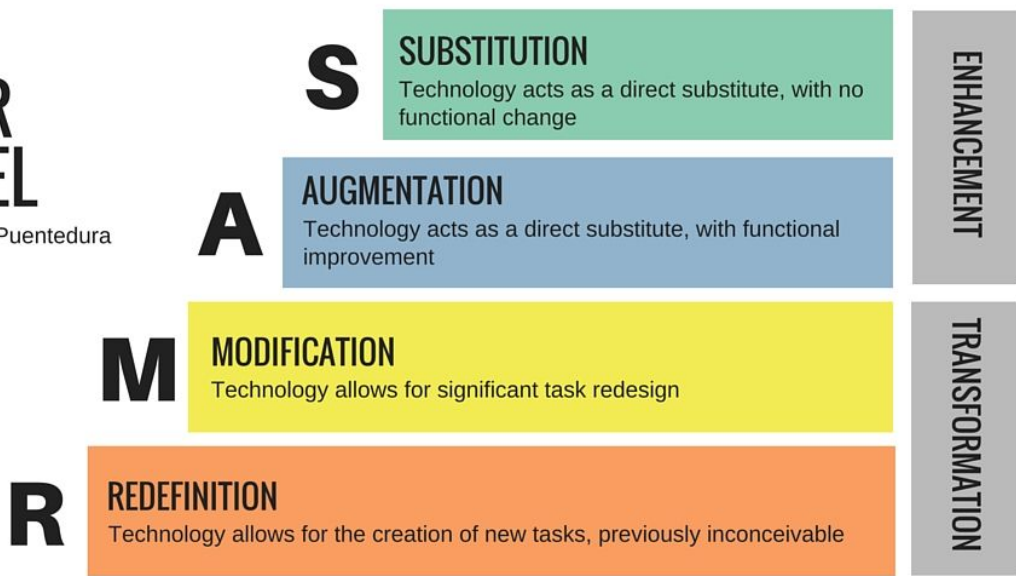 S
SUBSTITUTION
Technology acts as a direct substitute, with no
functional change
A
AUGMENTATION
Technology acts as a direct substitute, with functional
improvement
ENHANCEMENT
R
EL
Puentedura
M
MODIFICATION
Technology allows for significant task redesign
R
REDEFINITION
Technology allows for the creation of new tasks, previously inconceivable
TRANSFORMATION